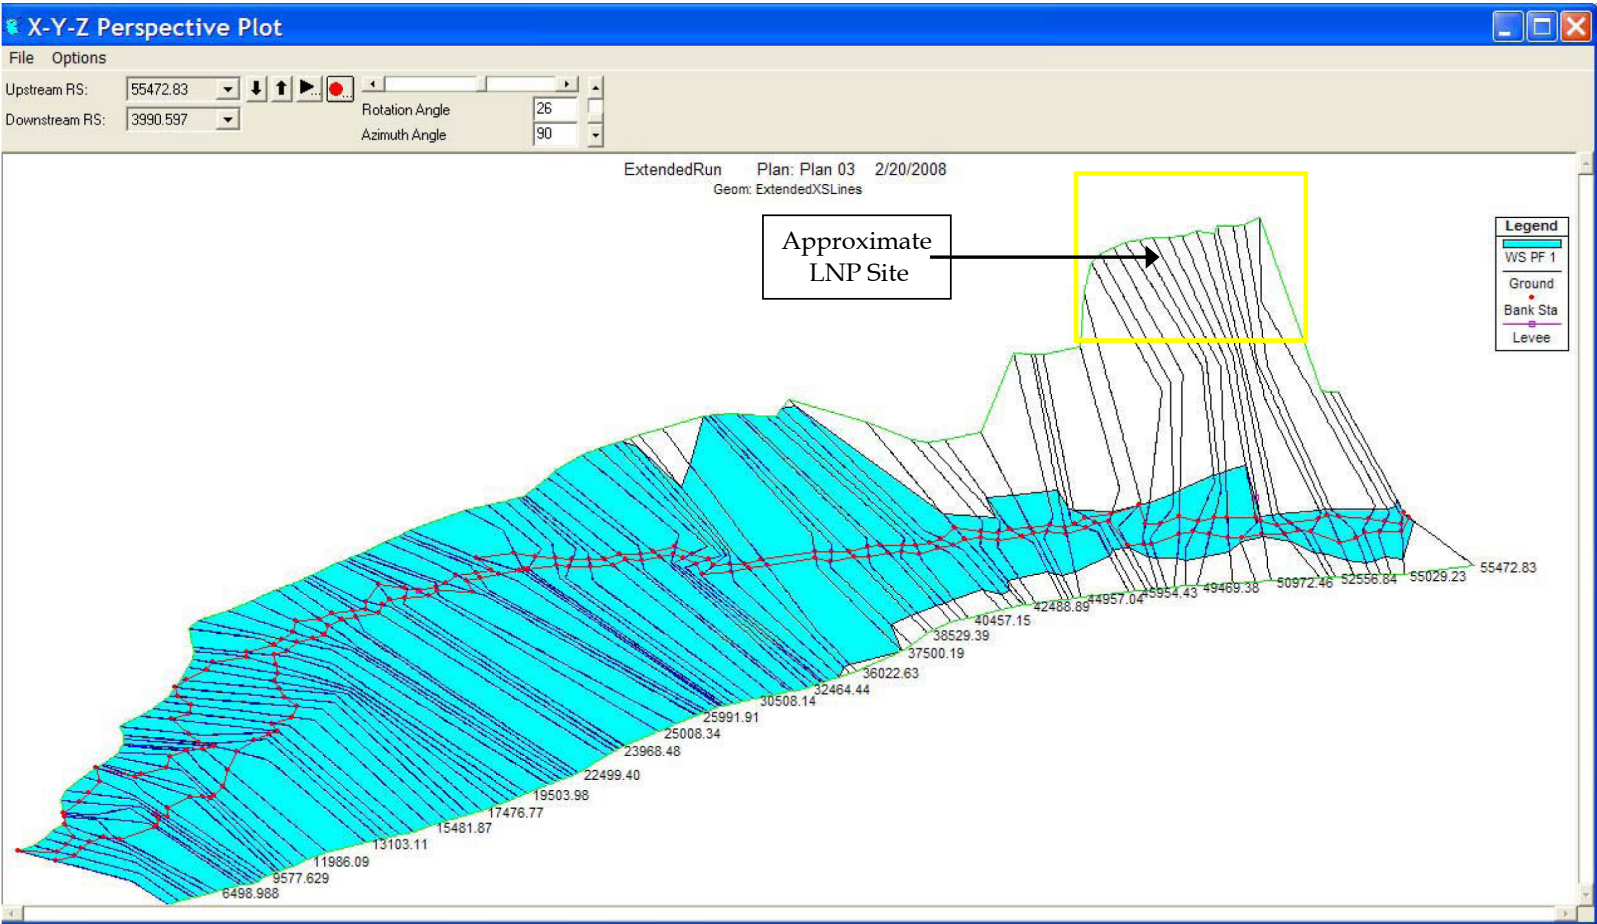 X-Y-Z Perspective Plot
File Options
Upstream RS: 55472.83
Downstream RS: 3990.597
Rotation Angle 26
Azimuth Angle 90
ExtendedRun Plan: Plan 03 2/20/2008
Geom: ExtendedXSLines
Approximate
LNP Site
Legend
WS PF 1
Ground
Bank Sta
Levee
55472.83
55029.23
52556.84
50972.46
49469.38
45954.43
44957.04
42488.89
40457.15
38529.39
37500.19
36022.63
32464.44
30508.14
25991.91
25008.34
23968.48
22499.40
19503.98
17476.77
15481.87
13103.11
11986.09
9577.629
6498.988